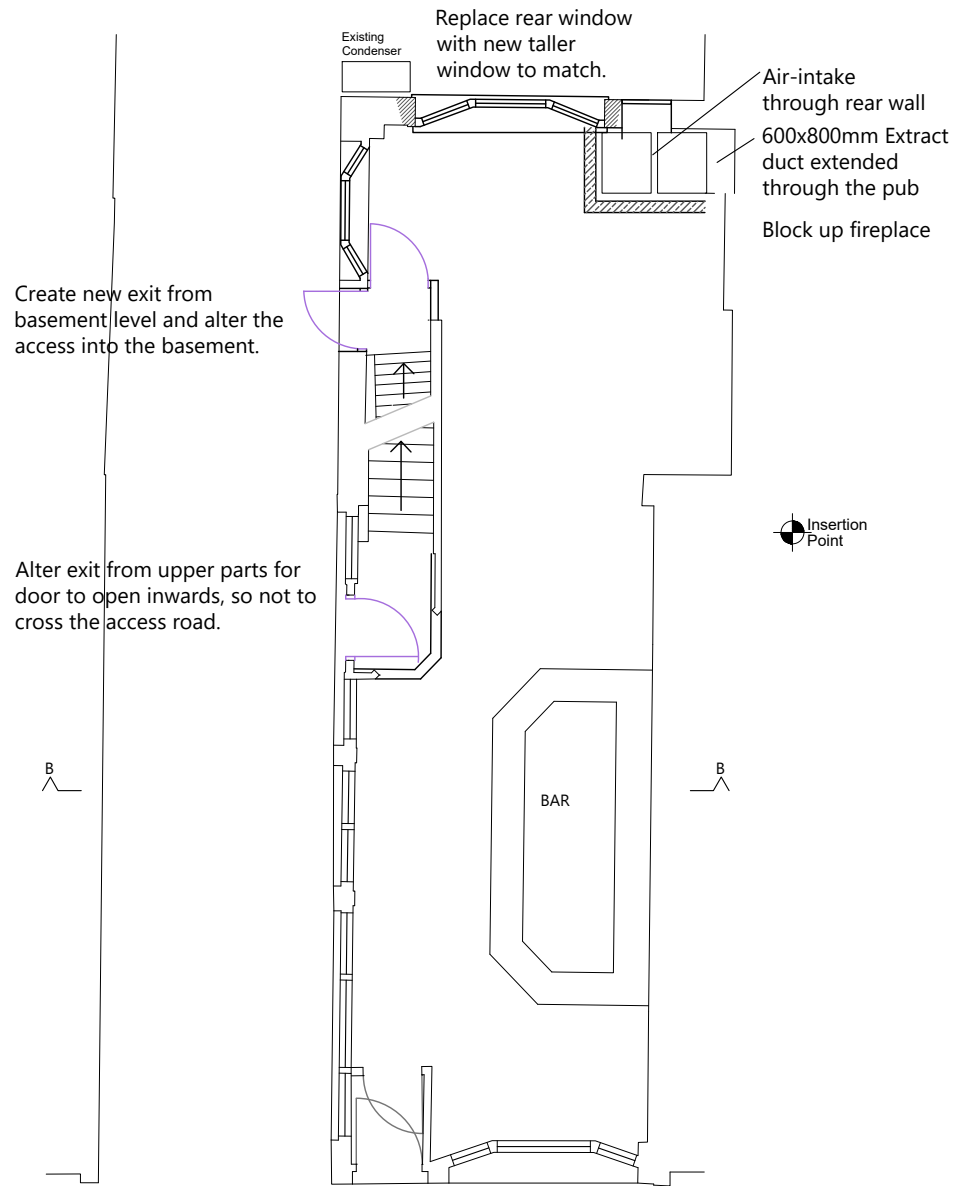 Replace rear window
with new taller
window to match.
Existing
Condenser
Air-intake
through rear wall
600x800mm Extract
duct extended
through the pub
Block up fireplace
Create new exit from
basement level and alter the
access into the basement.
Insertion
Point
Alter exit from upper parts for
door to open inwards, so not to
cross the access road.
B
B
BAR